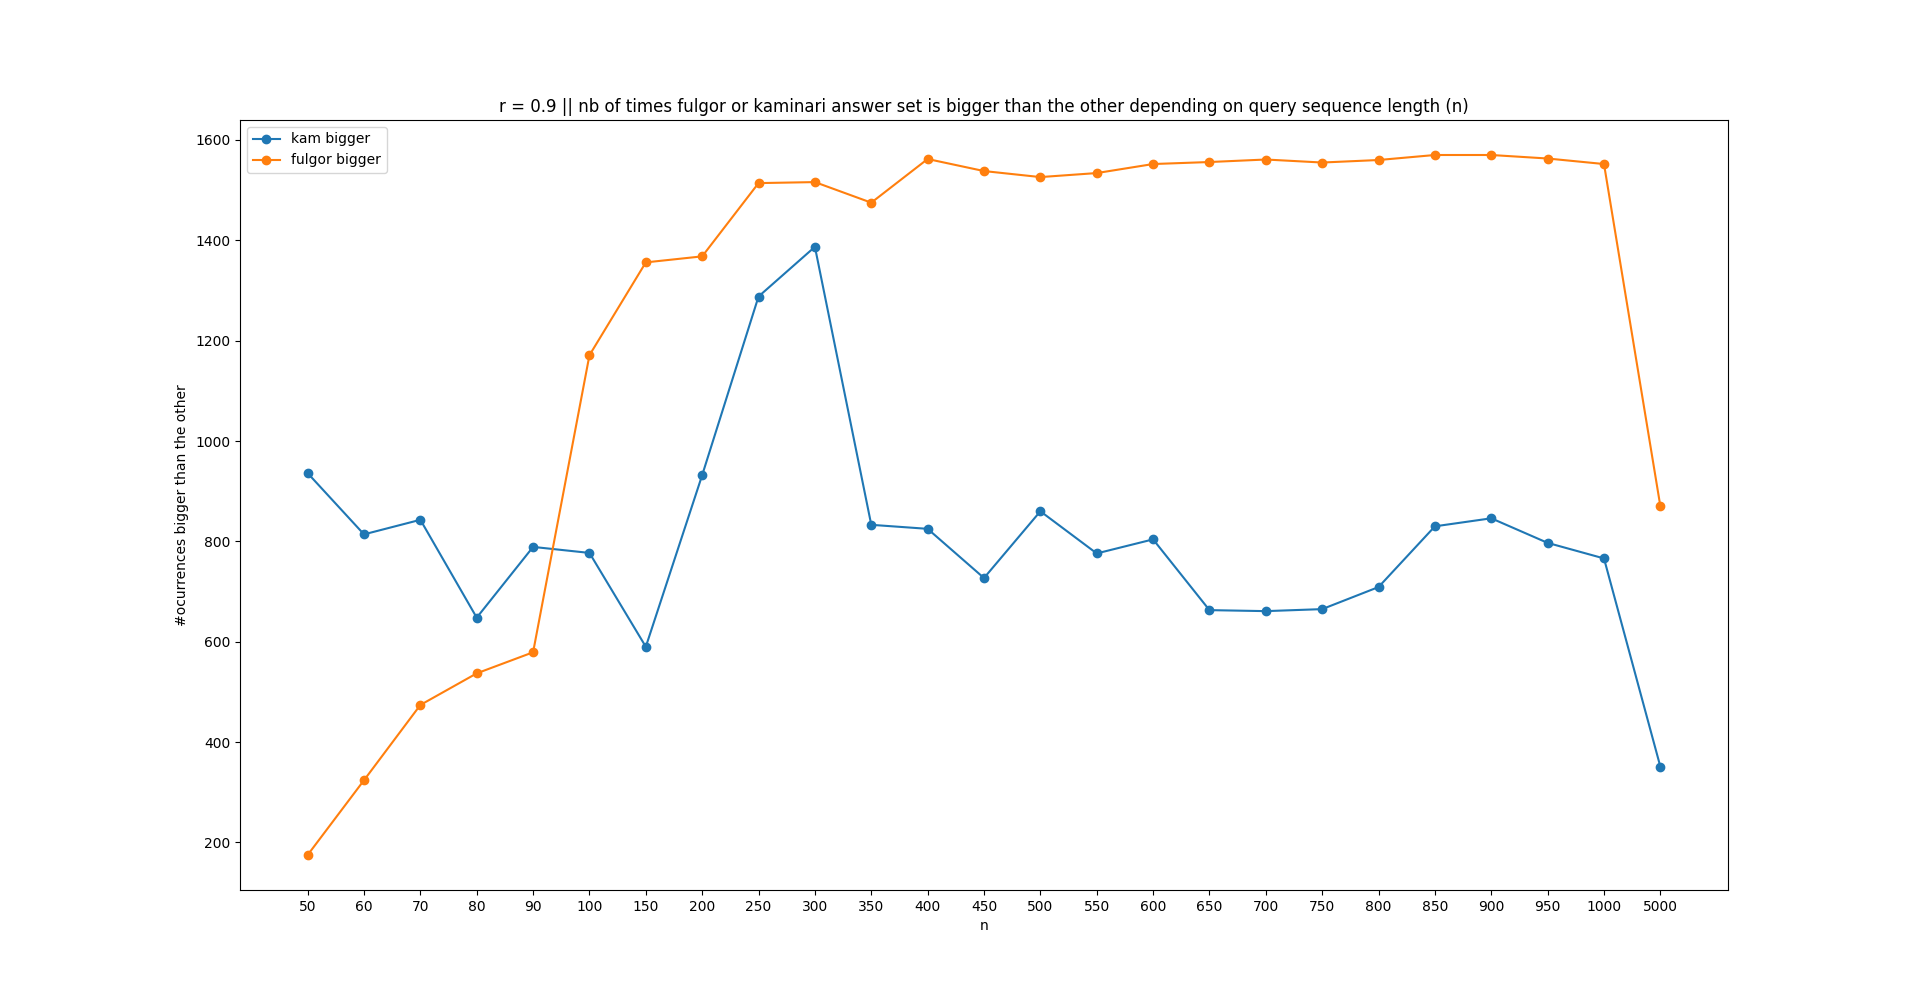 r = 0.9 || nb of times fulgor or kaminari answer set is bigger than the other depending on query sequence length (n)
kam bigger
fulgor bigger
#ocurrences bigger than the other
1600
1400
1200
1000
800
600
400
200
50 60 70 80 90 100 150 200 250 300 350 400 450 500 550 600 650 700 750 800 850 900 950 1000 5000
n